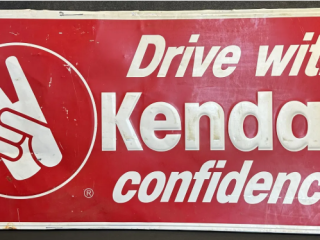 Drive wit
Kenda
confidenc
®